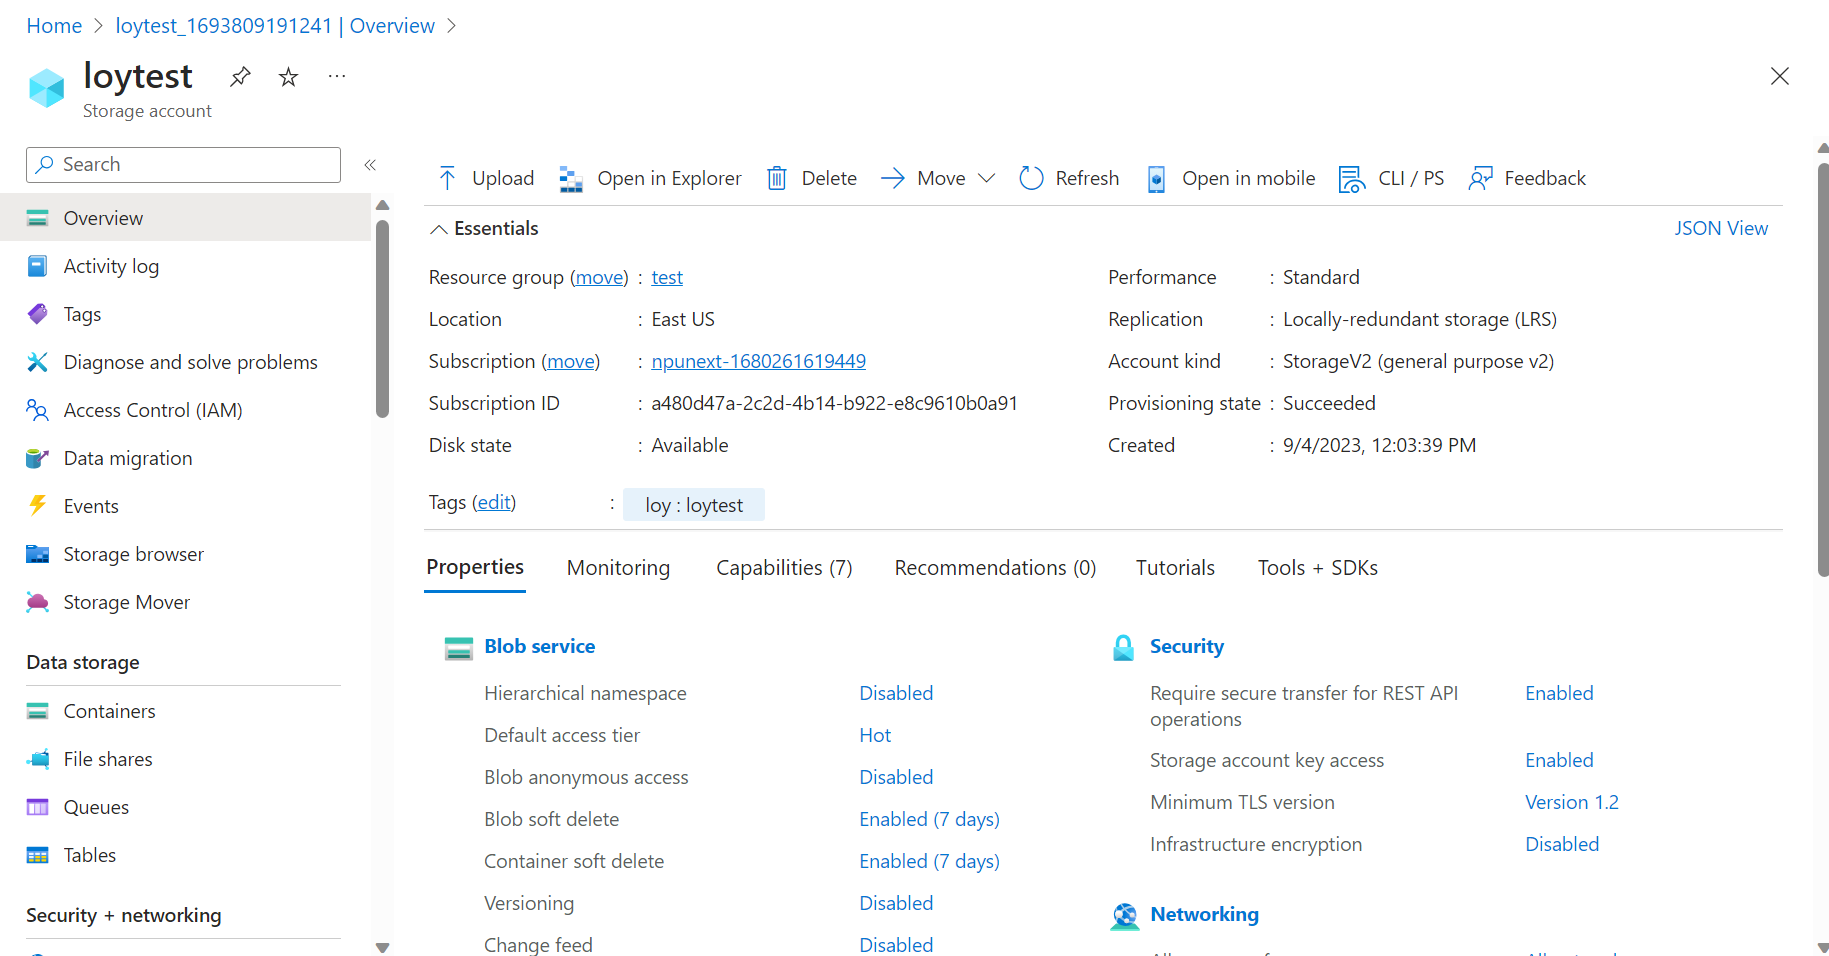 Home > loytest_1693809191241 | Overview >
loytest
Storage account
Search
«
Overview
Activity log
Tags
Diagnose and solve problems
Access Control (IAM)
Data migration
Events
Storage browser
Storage Mover
Data storage
Containers
File shares
Queues
Tables
Security + networking
Upload Open in Explorer Delete Move Refresh Open in mobile CLI / PS Feedback
Essentials JSON View
Resource group (move) : test
Location : East US
Subscription (move) : npunext-1680261619449
Subscription ID : a480d47a-2c2d-4b14-b922-e8c9610b0a91
Disk state : Available
Performance : Standard
Replication : Locally-redundant storage (LRS)
Account kind : StorageV2 (general purpose v2)
Provisioning state : Succeeded
Created : 9/4/2023, 12:03:39 PM
Tags (edit) : loy : loytest
Properties Monitoring Capabilities (7) Recommendations (0) Tutorials Tools + SDKs
Blob service
Hierarchical namespace Disabled
Default access tier Hot
Blob anonymous access Disabled
Blob soft delete Enabled (7 days)
Container soft delete Enabled (7 days)
Versioning Disabled
Change feed Disabled
Security
Require secure transfer for REST API Enabled
operations
Storage account key access Enabled
Minimum TLS version Version 1.2
Infrastructure encryption Disabled
Networking